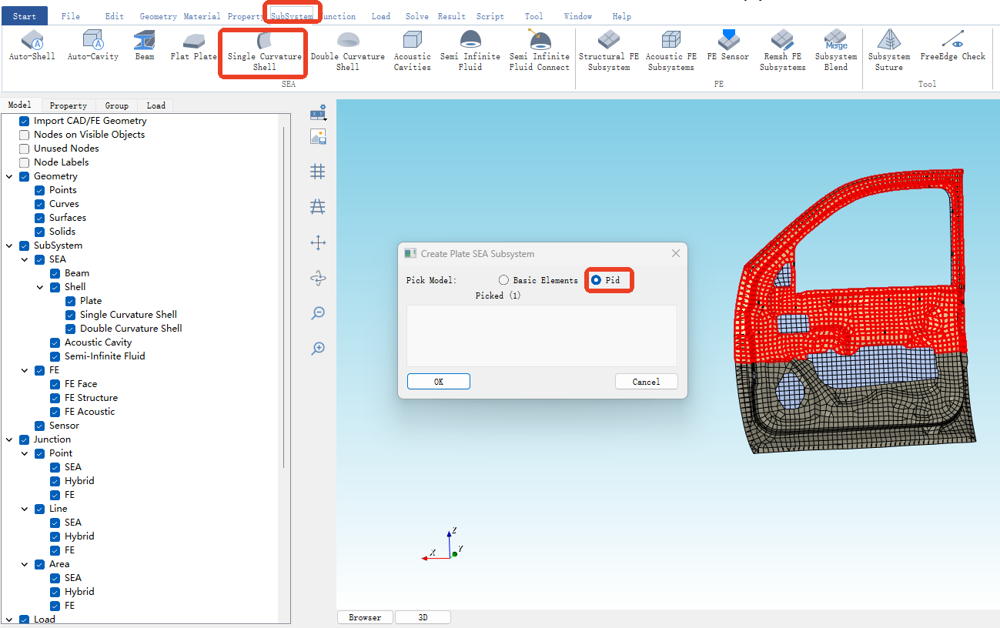 Start File Edit Geometry Material Property SubSystem unction Load Solve Result Script Tool Window Help
Auto-Shell Auto-Cavity Beam Plat Plate Single Curvature Shell Double Curvature Shell Acoustic Cavities Semi Infinite Fluid Semi Infinite Fluid Connect Structural FE Subsystem Acoustic FE Subsystems FE Sensor Remsh FE Subsystems Merge Subsystem Blend Subsystem Suture FreeEdge Check
SEA FE Tool
Model Property Group Load
Import CAD/FE Geometry
Nodes on Visible Objects
Unused Nodes
Node Labels
Geometry
Points
Curves
Surfaces
Solids
SubSystem
SEA
Beam
Shell
Plate
Single Curvature Shell
Double Curvature Shell
Acoustic Cavity
Semi-Infinite Fluid
FE
FE Face
FE Structure
FE Acoustic
Sensor
Junction
Point
SEA
Hybrid
FE
Line
SEA
Hybrid
FE
Area
SEA
Hybrid
FE
Load
Create Plate SEA Subsystem
Pick Model: Basic Elements Pid
Picked (1)
OK Cancel
Z
X Y
Browser 3D